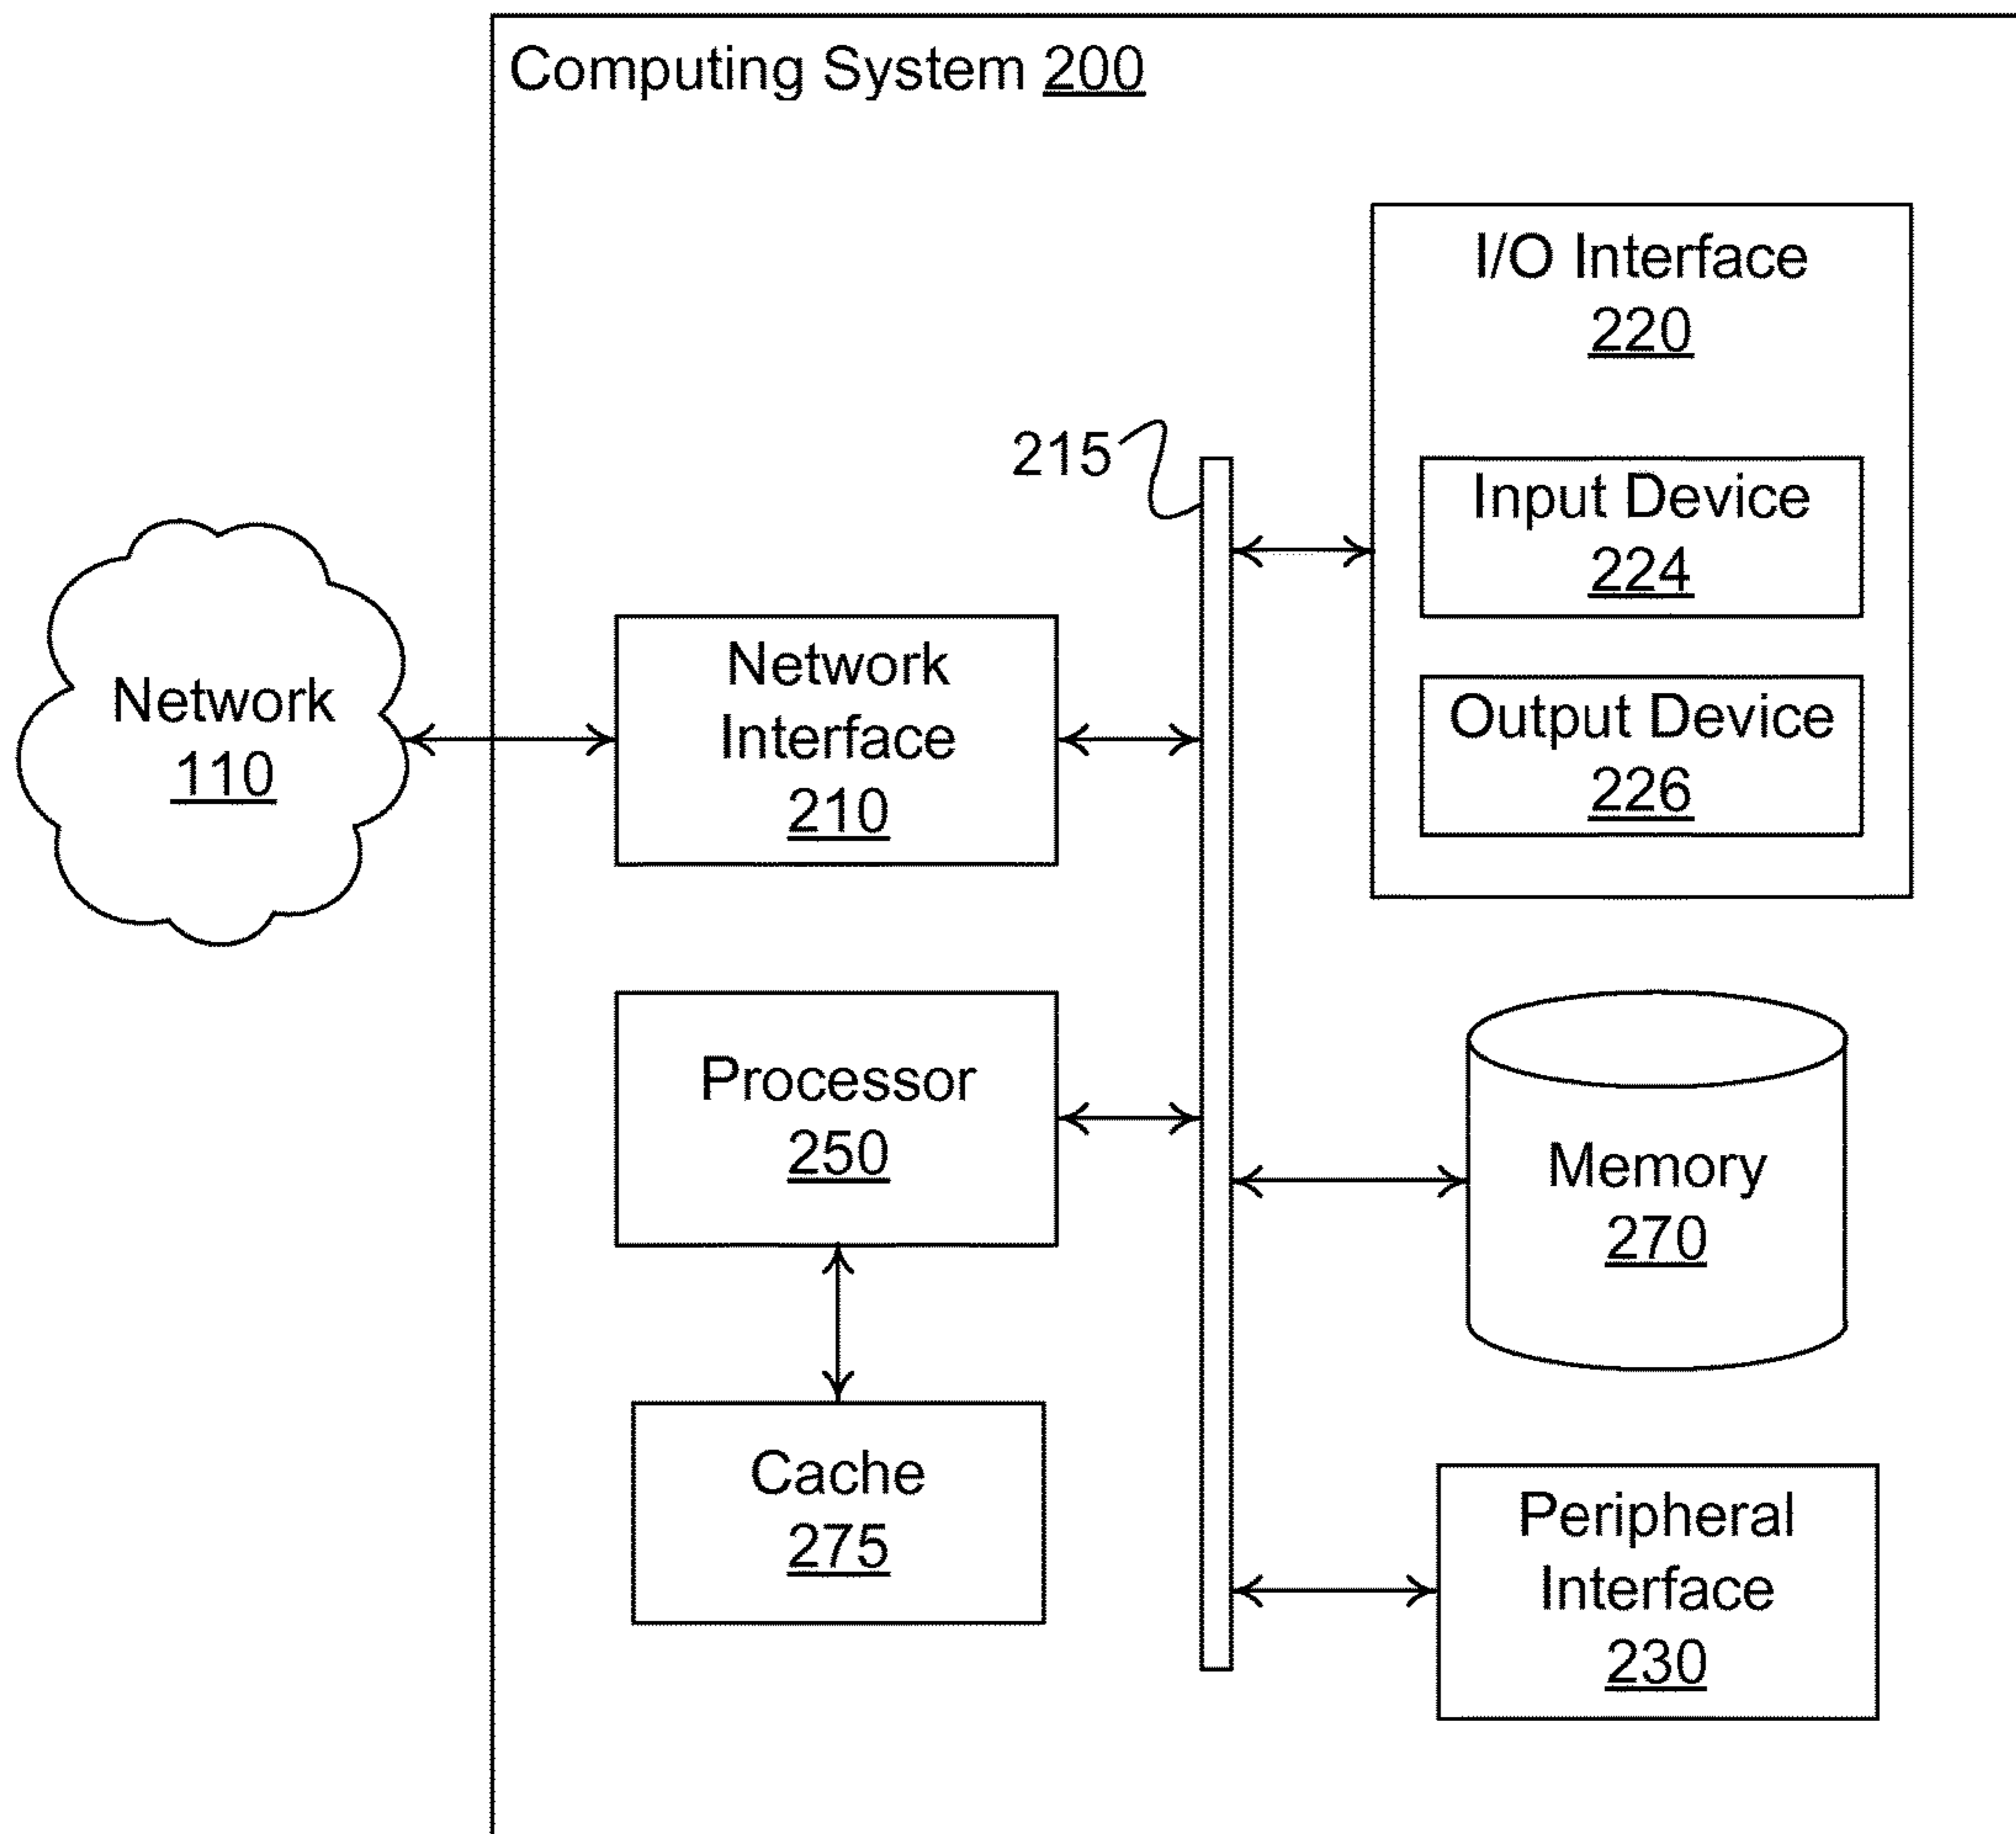 Computing System 200
I/O Interface
220
215
Input Device
224
Output Device
226
Network
110
Network
Interface
210
Processor
250
Memory
270
Cache
275
Peripheral
Interface
230